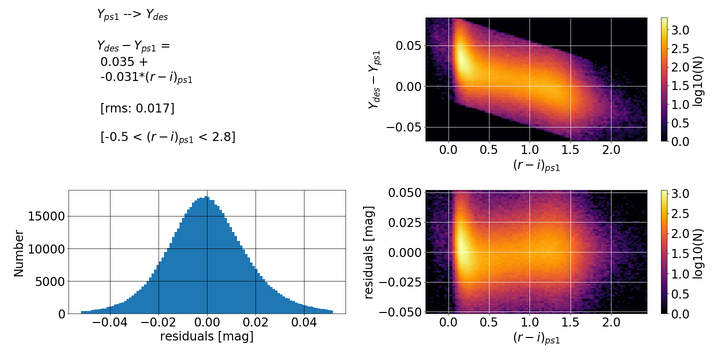 Y_ps1 --> Y_des
Y_des − Y_ps1 =
0.035 +
-0.031*(r − i)_ps1
[rms: 0.017]
[-0.5 < (r − i)_ps1 < 2.8]
Y_des − Y_ps1
0.05
0.00
−0.05
0.0 0.5 1.0 1.5 2.0
(r − i)_ps1
3.0
2.5
2.0
1.5
1.0
0.5
0.0
log10(N)
Number
15000
10000
5000
0
−0.04 −0.02 0.00 0.02 0.04
residuals [mag]
residuals [mag]
0.050
0.025
0.000
−0.025
−0.050
0.0 0.5 1.0 1.5 2.0
(r − i)_ps1
3.0
2.5
2.0
1.5
1.0
0.5
0.0
log10(N)